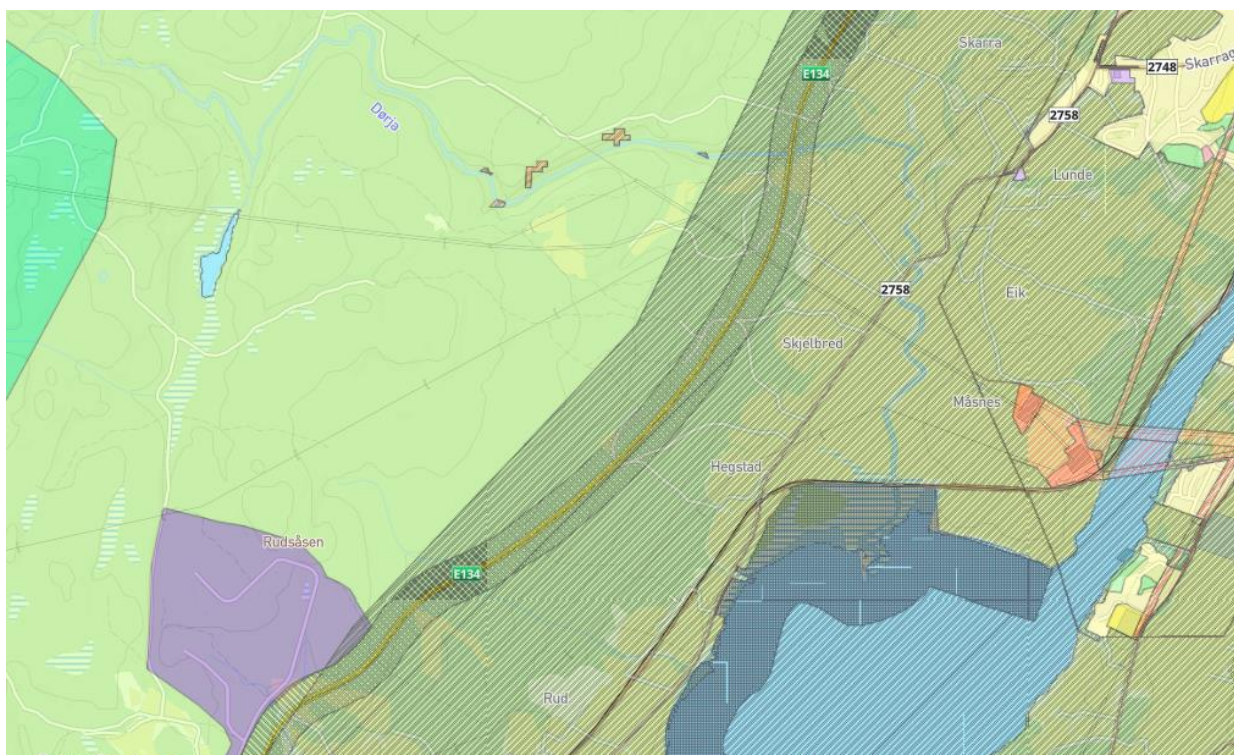 Skarra
E134
2748
Skarrag
Dørja
2758
Lunde
2758
Eik
Skjelbred
Måsnes
Hegstad
Rudsåsen
E134
Rud